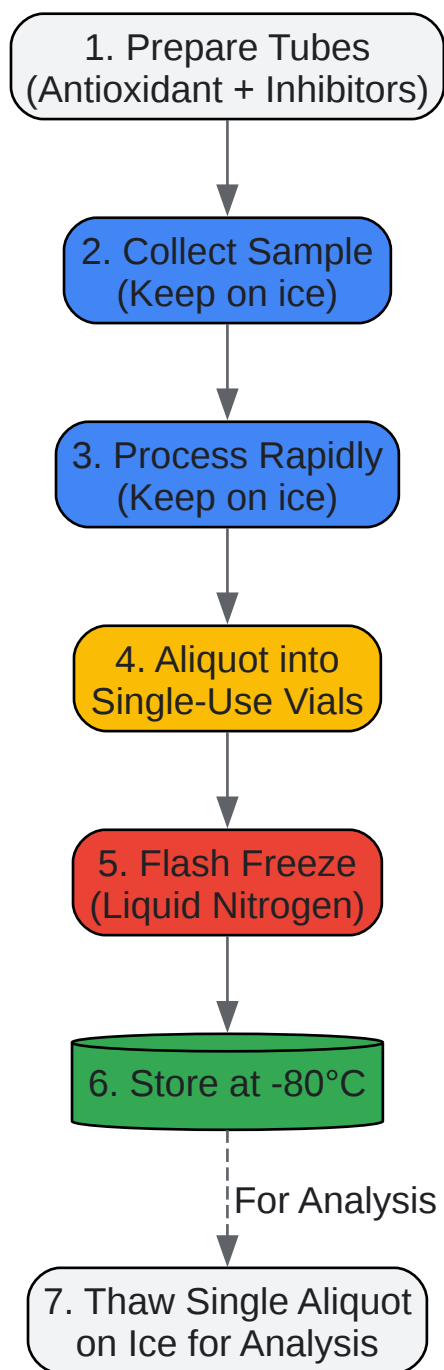 1. Prepare Tubes
(Antioxidant + Inhibitors)
2. Collect Sample
(Keep on ice)
3. Process Rapidly
(Keep on ice)
4. Aliquot into
Single-Use Vials
5. Flash Freeze
(Liquid Nitrogen)
6. Store at -80°C
For Analysis
7. Thaw Single Aliquot
on Ice for Analysis